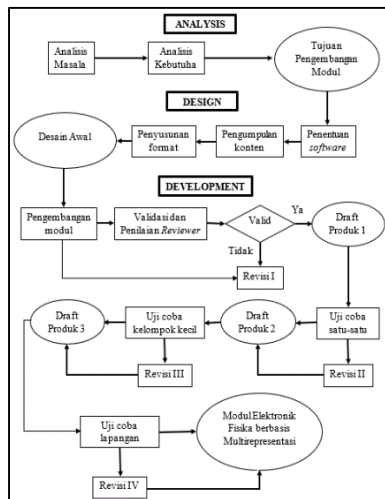 ANALYSIS
Analisis
Masala
Analisis
Kebutuha
Tujuan
Pengembangan
Modul
DESIGN
Desain Awal
Penyusunan
format
Pengumpulan
konten
Penentuan
software
DEVELOPMENT
Pengembangan
modul
Validasi dan
Penilaian Reviewer
Valid
Ya
Tidak
Draft
Produk 1
Revisi I
Draft
Produk 3
Uji coba
kelompok kecil
Draft
Produk 2
Uji coba
satu-satu
Revisi III
Revisi II
Uji coba
lapangan
Modul Elektronik
Fisika berbasis
Multirepresentasi
Revisi IV